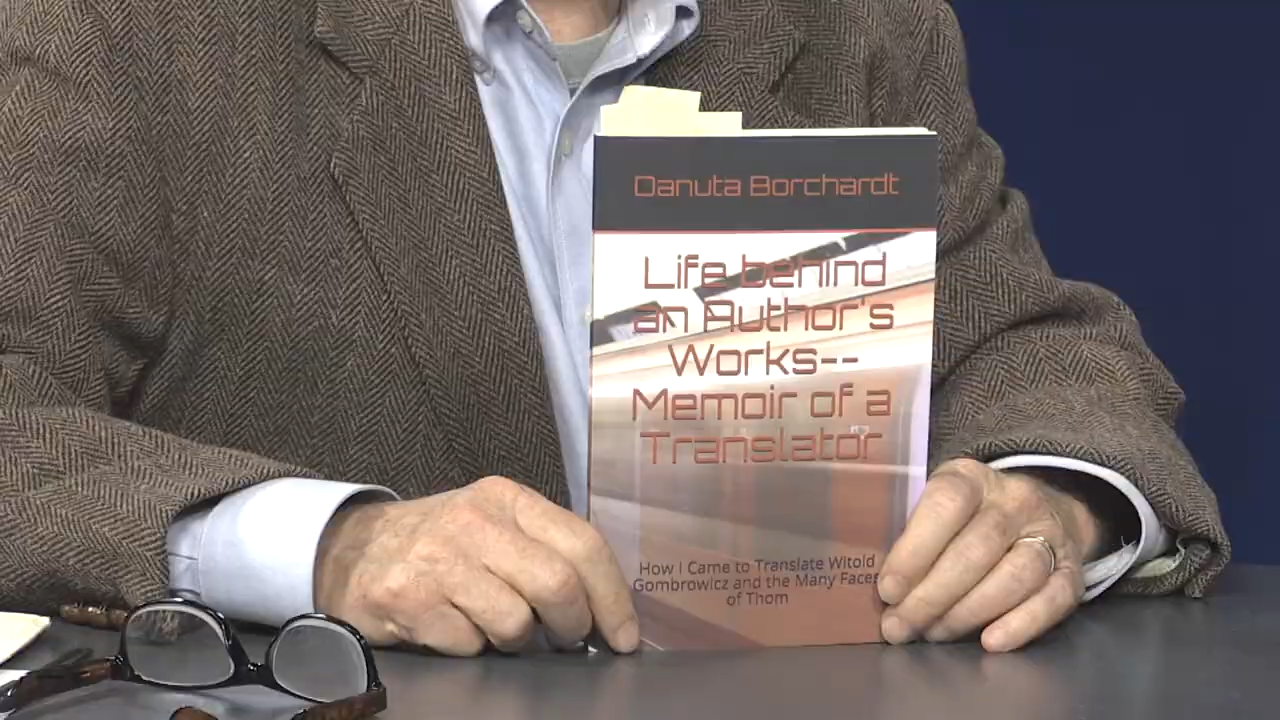 Danuta Borchardt
Life behind
an Author's
Works--
Memoir of a
Translator
How I Came to Translate Witold
Gombrowicz and the Many Faces
of Thom